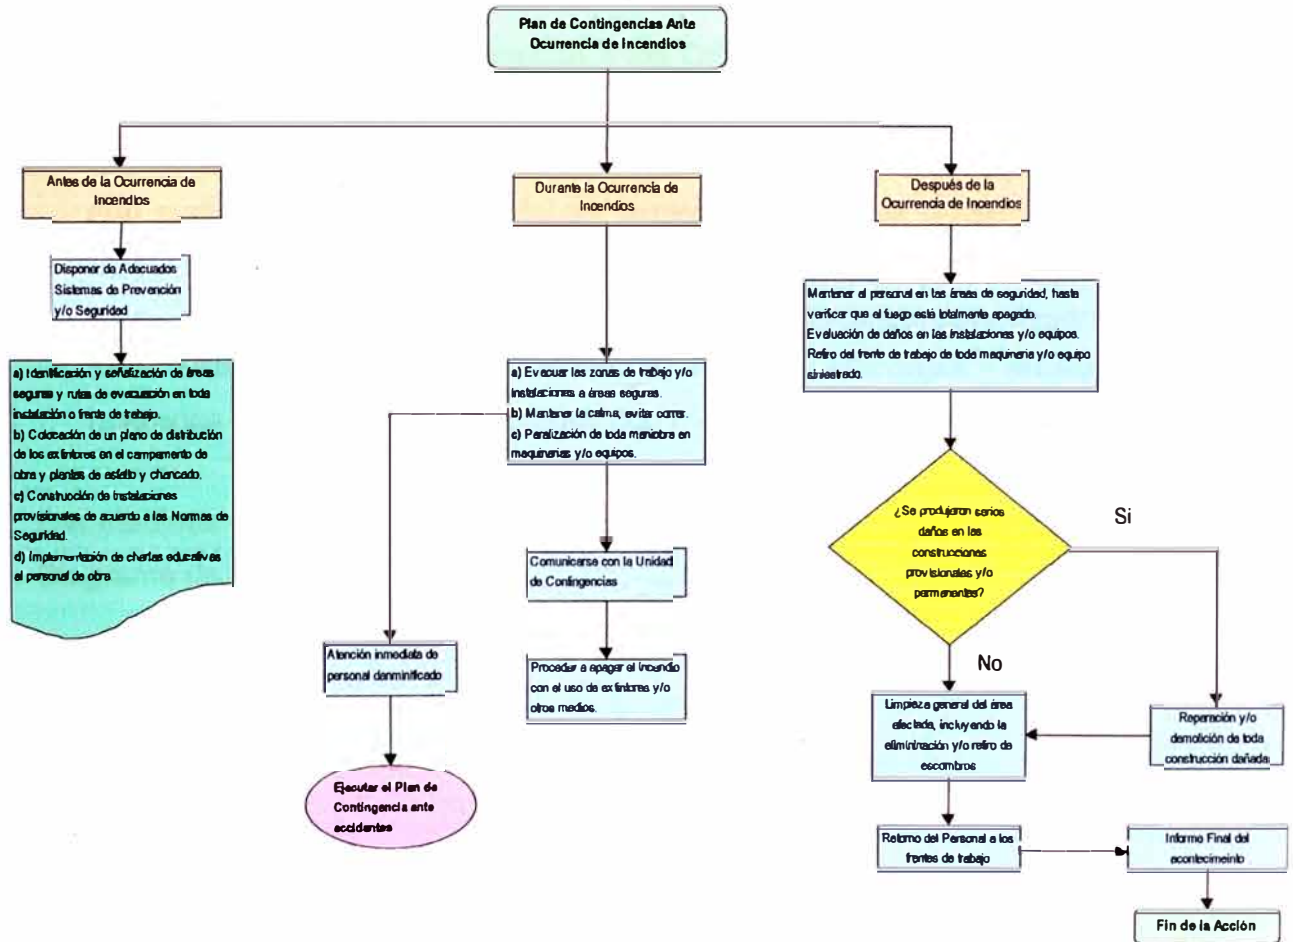 Plan de Contingencias Ante
Ocurrencia de Incendios
Antes de la Ocurrencia de
Incendios
Disponer de Adecuados
Sistemas de Prevención
y/o Seguridad
a) Identificación y señalización de áreas
seguras y rutas de evacuación en toda
instalación o frente de trabajo.
b) Colocación de un plano de distribución
de los extintores en el campamento de
obra y plantas de asfalto y chancado.
c) Construcción de instalaciones
provisionales de acuerdo a las Normas de
Seguridad.
d) Implementación de charlas educativas
al personal de obra
Durante la Ocurrencia de
Incendios
a) Evacuar las zonas de trabajo y/o
instalaciones a áreas seguras.
b) Mantener la calma, evitar correr.
c) Paralización de toda maniobra en
maquinarias y/o equipos.
Comunicarse con la Unidad
de Contingencias
Proceder a apagar el incendio
con el uso de extintores y/o
otros medios.
Atención inmediata de
personal danminificado
Ejecutar el Plan de
Contingencia ante
accidentes
Después de la
Ocurrencia de Incendios
Mantener al personal en las áreas de seguridad, hasta
verificar que el fuego está totalmente apagado.
Evaluación de daños en las instalaciones y/o equipos.
Retiro del frente de trabajo de toda maquinaria y/o equipo
siniestrado.
¿Se produjeron serios
daños en las
construcciones
provisionales y/o
permanentes?
Si
No
Limpieza general del área
afectada, incluyendo la
eliminiración y/o retiro de
escombros
Reparación y/o
demolición de toda
construcción dañada
Retorno del Personal a los
frentes de trabajo
Informe Final del
acontecimeinto
Fin de la Acción